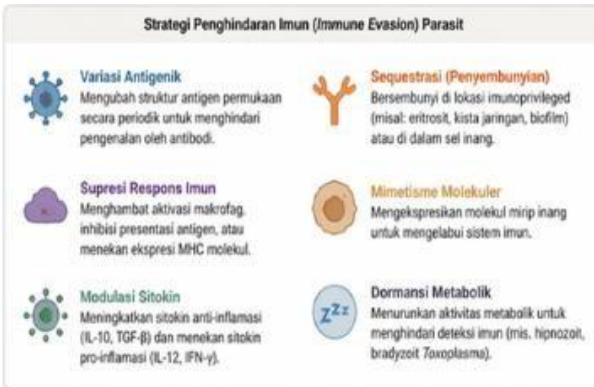 Strategi Penghindaran Imun (Immune Evasion) Parasit
Variasi Antigenik
Mengubah struktur antigen permukaan
secara periodik untuk menghindari
pengenalan oleh antibodi.
Sequestrasi (Penyembunyian)
Bersembunyi di lokasi imunoprivileged
(misal: eritrosit, kista jaringan, biofilm)
atau di dalam sel inang.
Supresi Respons Imun
Menghambat aktivasi makrofag,
inhibisi presentasi antigen, atau
menekan ekspresi MHC molekul.
Mimetisme Molekuler
Mengekspresikan molekul mirip inang
untuk mengelabui sistem imun.
Modulasi Sitokin
Meningkatkan sitokin anti-inflamasi
(IL-10, TGF-β) dan menekan sitokin
pro-inflamasi (IL-12, IFN-γ).
Dormansi Metabolik
Menurunkan aktivitas metabolik untuk
menghindari deteksi imun (mis. hipnozoit,
bradyzoit Toxoplasma).
zzz